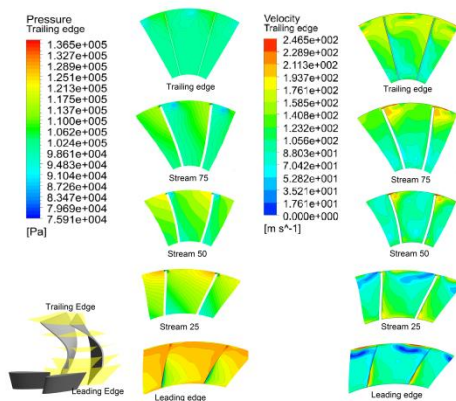 Pressure
Trailing edge
1.365e+005
1.327e+005
1.289e+005
1.251e+005
1.213e+005
1.175e+005
1.137e+005
1.100e+005
1.062e+005
1.024e+005
9.861e+004
9.483e+004
9.104e+004
8.726e+004
8.347e+004
7.969e+004
7.591e+004
[Pa]
Trailing edge
Stream 75
Stream 50
Stream 25
Leading edge
Trailing Edge
Leading Edge
Velocity
Trailing edge
2.465e+002
2.289e+002
2.113e+002
1.937e+002
1.761e+002
1.585e+002
1.408e+002
1.232e+002
1.056e+002
8.803e+001
7.042e+001
5.282e+001
3.521e+001
1.761e+001
0.000e+000
[m s^-1]
Trailing edge
Stream 75
Stream 50
Stream 25
Leading edge